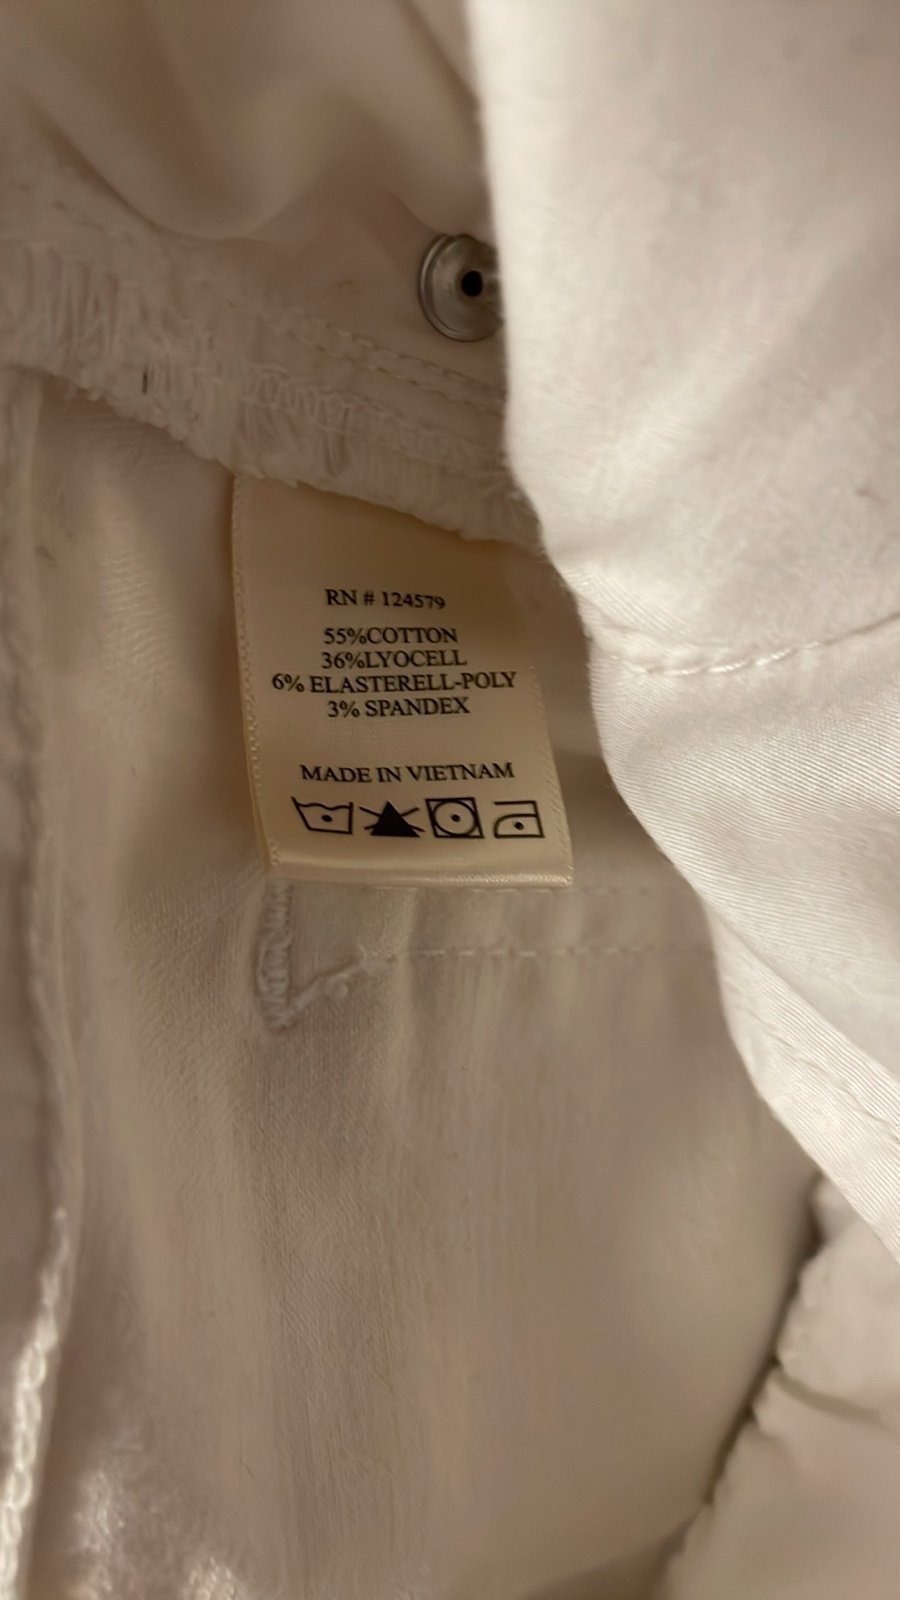 RN # 124579
55%COTTON
36%LYOCELL
6% ELASTERELL-POLY
3% SPANDEX
MADE IN VIETNAM